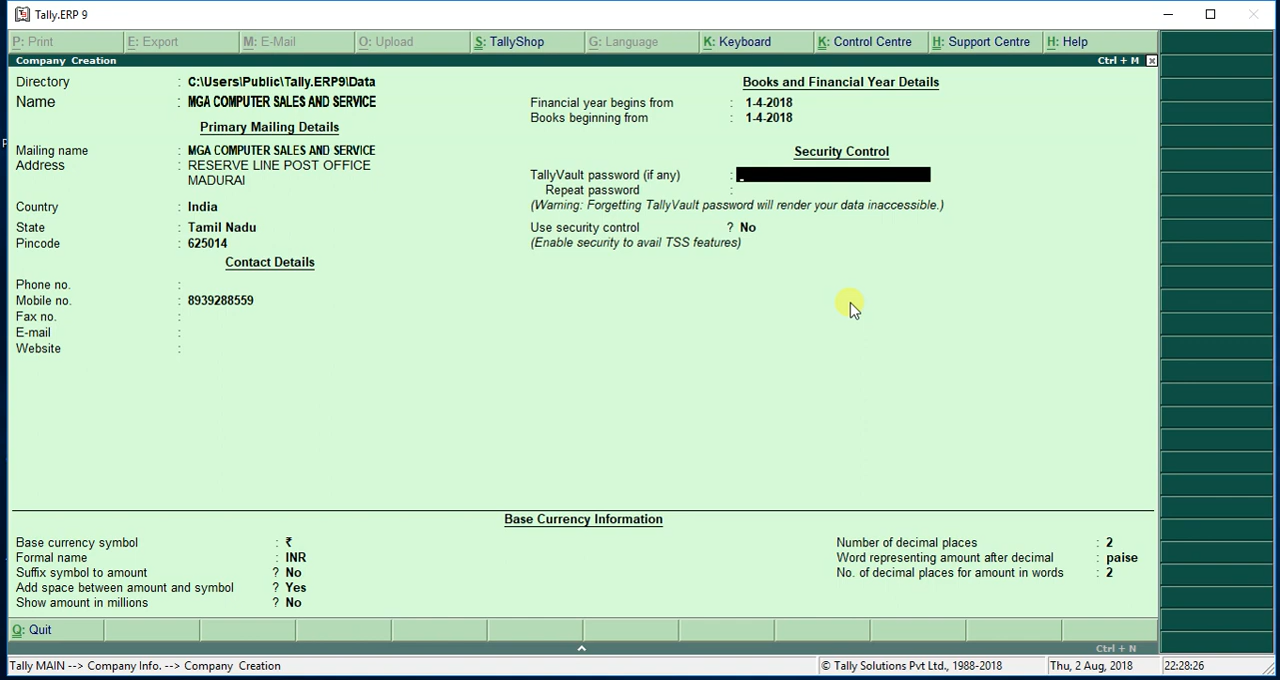 Tally.ERP 9
P: Print E: Export M: E-Mail O: Upload S: TallyShop G: Language K: Keyboard K: Control Centre H: Support Centre H: Help
Company Creation Ctrl + M
Directory : C:\Users\Public\Tally.ERP9\Data
Name : MGA COMPUTER SALES AND SERVICE
Primary Mailing Details
Mailing name : MGA COMPUTER SALES AND SERVICE
Address : RESERVE LINE POST OFFICE
MADURAI
Country : India
State : Tamil Nadu
Pincode : 625014
Contact Details
Phone no. :
Mobile no. : 8939288559
Fax no. :
E-mail :
Website :
Books and Financial Year Details
Financial year begins from : 1-4-2018
Books beginning from : 1-4-2018
Security Control
TallyVault password (if any) :
Repeat password :
(Warning: Forgetting TallyVault password will render your data inaccessible.)
Use security control ? No
(Enable security to avail TSS features)
Base Currency Information
Base currency symbol : ₹
Formal name : INR
Suffix symbol to amount ? No
Add space between amount and symbol ? Yes
Show amount in millions ? No
Number of decimal places : 2
Word representing amount after decimal : paise
No. of decimal places for amount in words : 2
Q: Quit
Ctrl + N
Tally MAIN --> Company Info. --> Company Creation © Tally Solutions Pvt Ltd., 1988-2018 Thu, 2 Aug, 2018 22:28:26